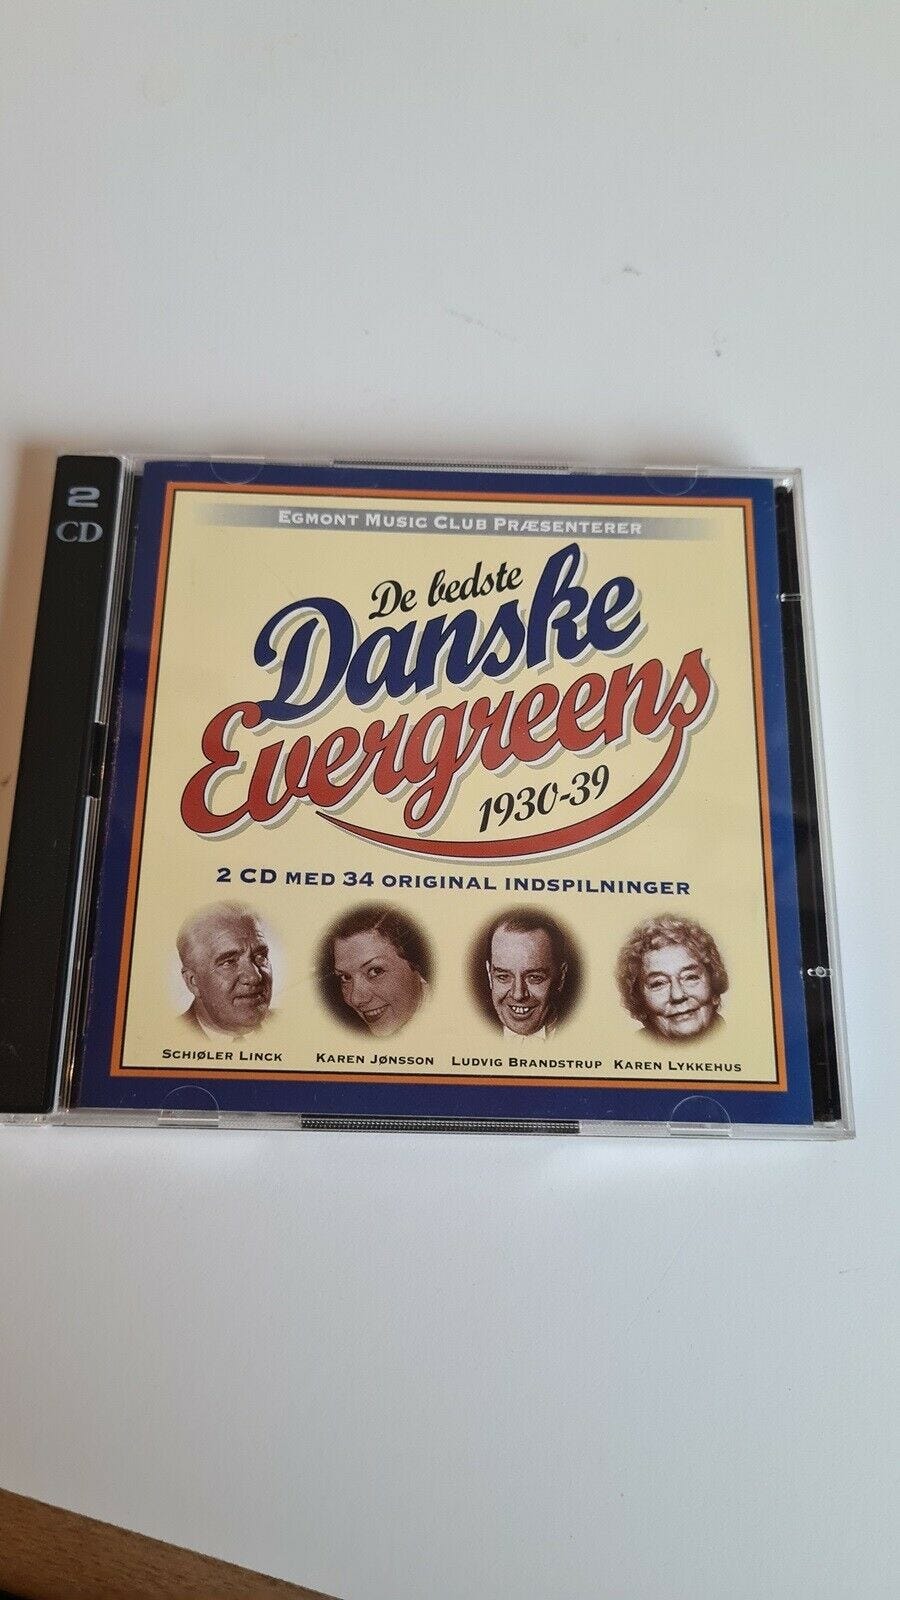 2
CD
EGMONT MUSIC CLUB PRÆSENTERER
De bedste
Danske
Evergreens
1930-39
2 CD MED 34 ORIGINAL INDSPILNINGER
SCHIØLER LINCK KAREN JØNSSON LUDVIG BRANDSTRUP KAREN LYKKEHUS